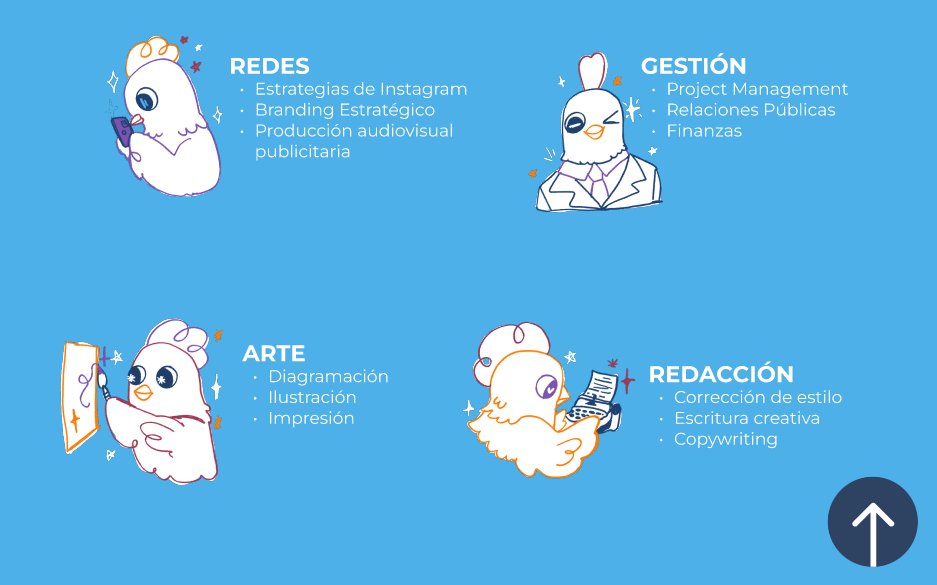 REDES
· Estrategias de Instagram
· Branding Estratégico
· Producción audiovisual
publicitaria
GESTIÓN
· Project Management
· Relaciones Públicas
· Finanzas
ARTE
· Diagramación
· Ilustración
· Impresión
REDACCIÓN
· Corrección de estilo
· Escritura creativa
· Copywriting